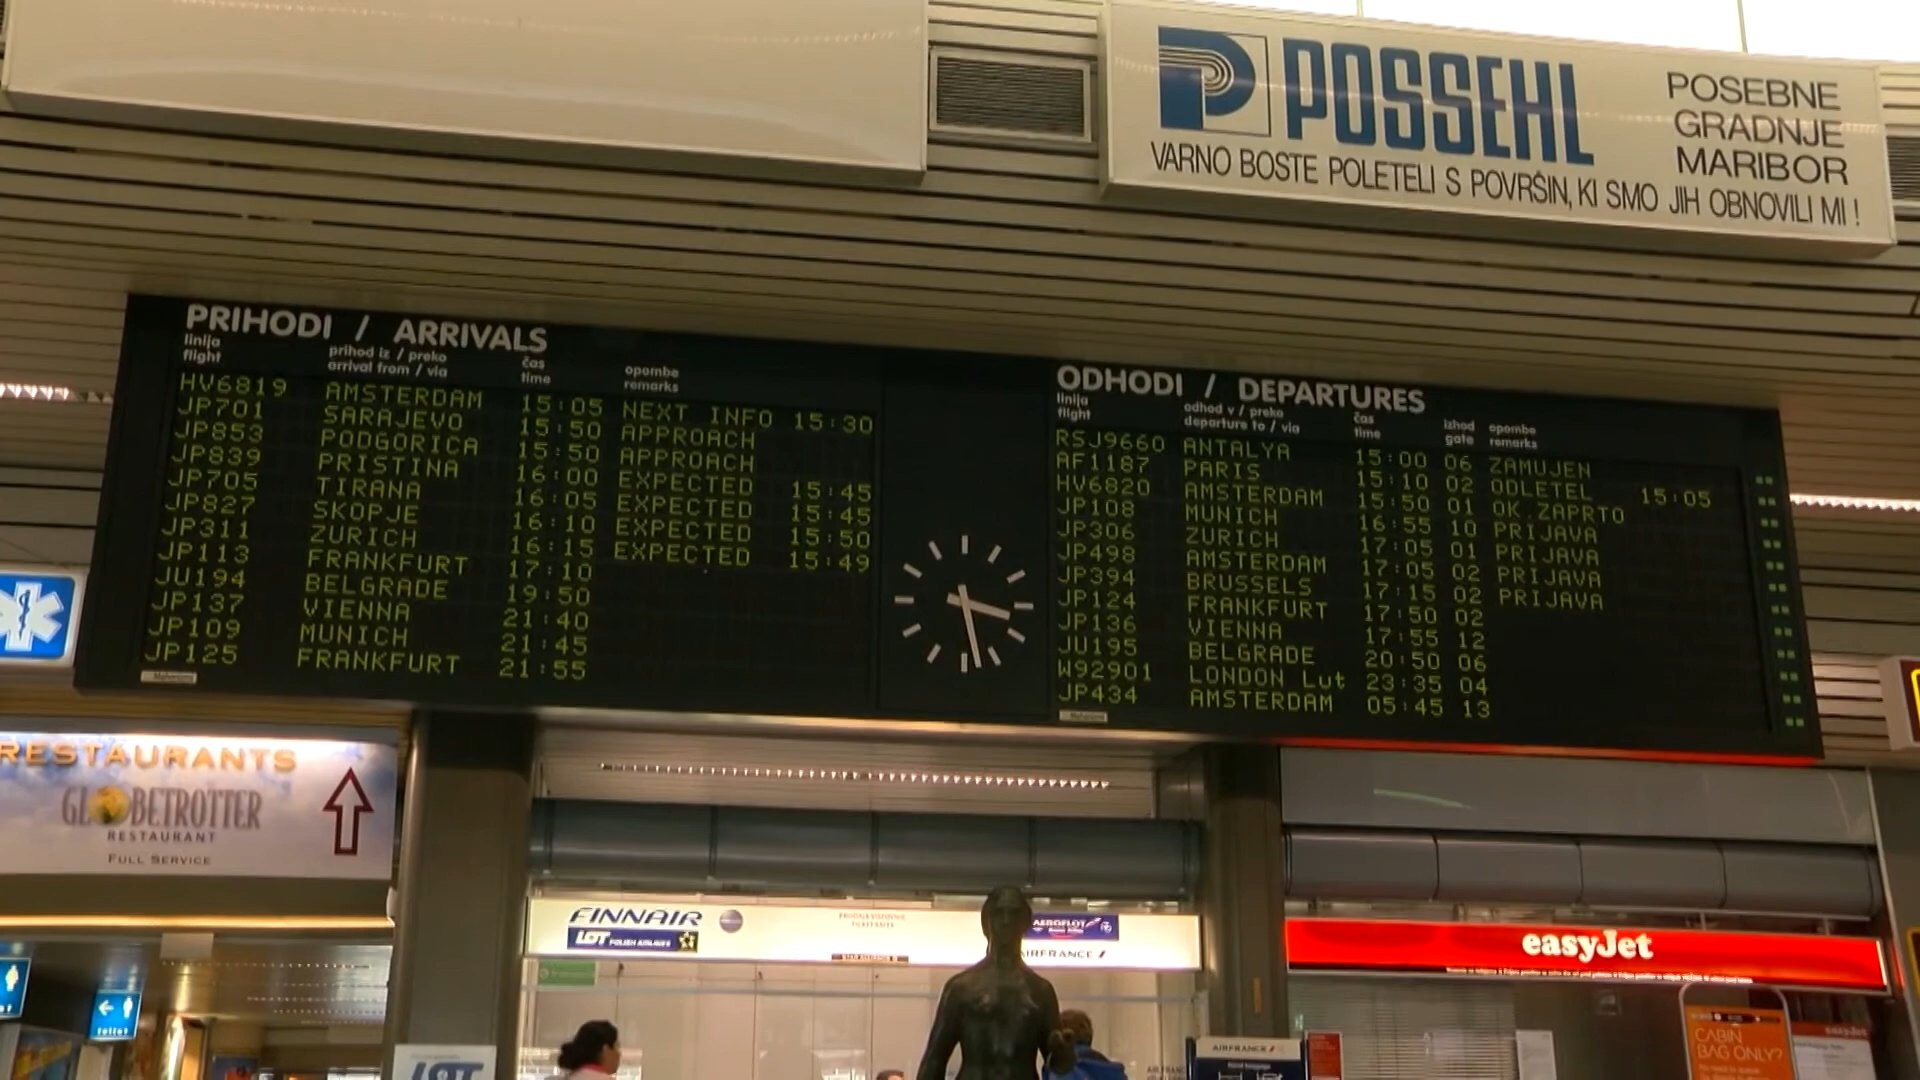 POSSEHL
POSEBNE
GRADNJE
MARIBOR
VARNO BOSTE POLETELI S POVRŠIN, KI SMO JIH OBNOVILI MI !
PRIHODI / ARRIVALS
linija prihod iz / preko čas opombe
flight arrival from / via time remarks
HV6819 AMSTERDAM 15:05 NEXT INFO 15:30
JP701 SARAJEVO 15:50 APPROACH
JP853 PODGORICA 15:50 APPROACH
JP839 PRISTINA 16:00 EXPECTED 15:45
JP705 TIRANA 16:05 EXPECTED 15:45
JP827 SKOPJE 16:10 EXPECTED 15:50
JP311 ZURICH 16:15 EXPECTED 15:49
JP113 FRANKFURT 17:10
JU194 BELGRADE 19:50
JP137 VIENNA 21:40
JP109 MUNICH 21:45
JP125 FRANKFURT 21:55
ODHODI / DEPARTURES
linija odhod v / preko čas izhod opombe
flight departure to / via time gate remarks
RSJ9660 ANTALYA 15:00 06 ZAMUJEN
AF1187 PARIS 15:10 02 ODLETEL 15:05
HV6820 AMSTERDAM 15:50 01 OK.ZAPRTO
JP108 MUNICH 16:55 10 PRIJAVA
JP306 ZURICH 17:05 01 PRIJAVA
JP498 AMSTERDAM 17:05 02 PRIJAVA
JP394 BRUSSELS 17:15 02 PRIJAVA
JP124 FRANKFURT 17:50 02
JP136 VIENNA 17:55 12
JU195 BELGRADE 20:50 06
W92901 LONDON Lut 23:35 04
JP434 AMSTERDAM 05:45 13
RESTAURANTS
GLOBETROTTER
RESTAURANT
FULL SERVICE
FINNAIR
LOT POLISH AIRLINES
AEROFLOT
AIRFRANCE
easyJet
toilet
LOT
AIRFRANCE
easyJet
CABIN
BAG ONLY?